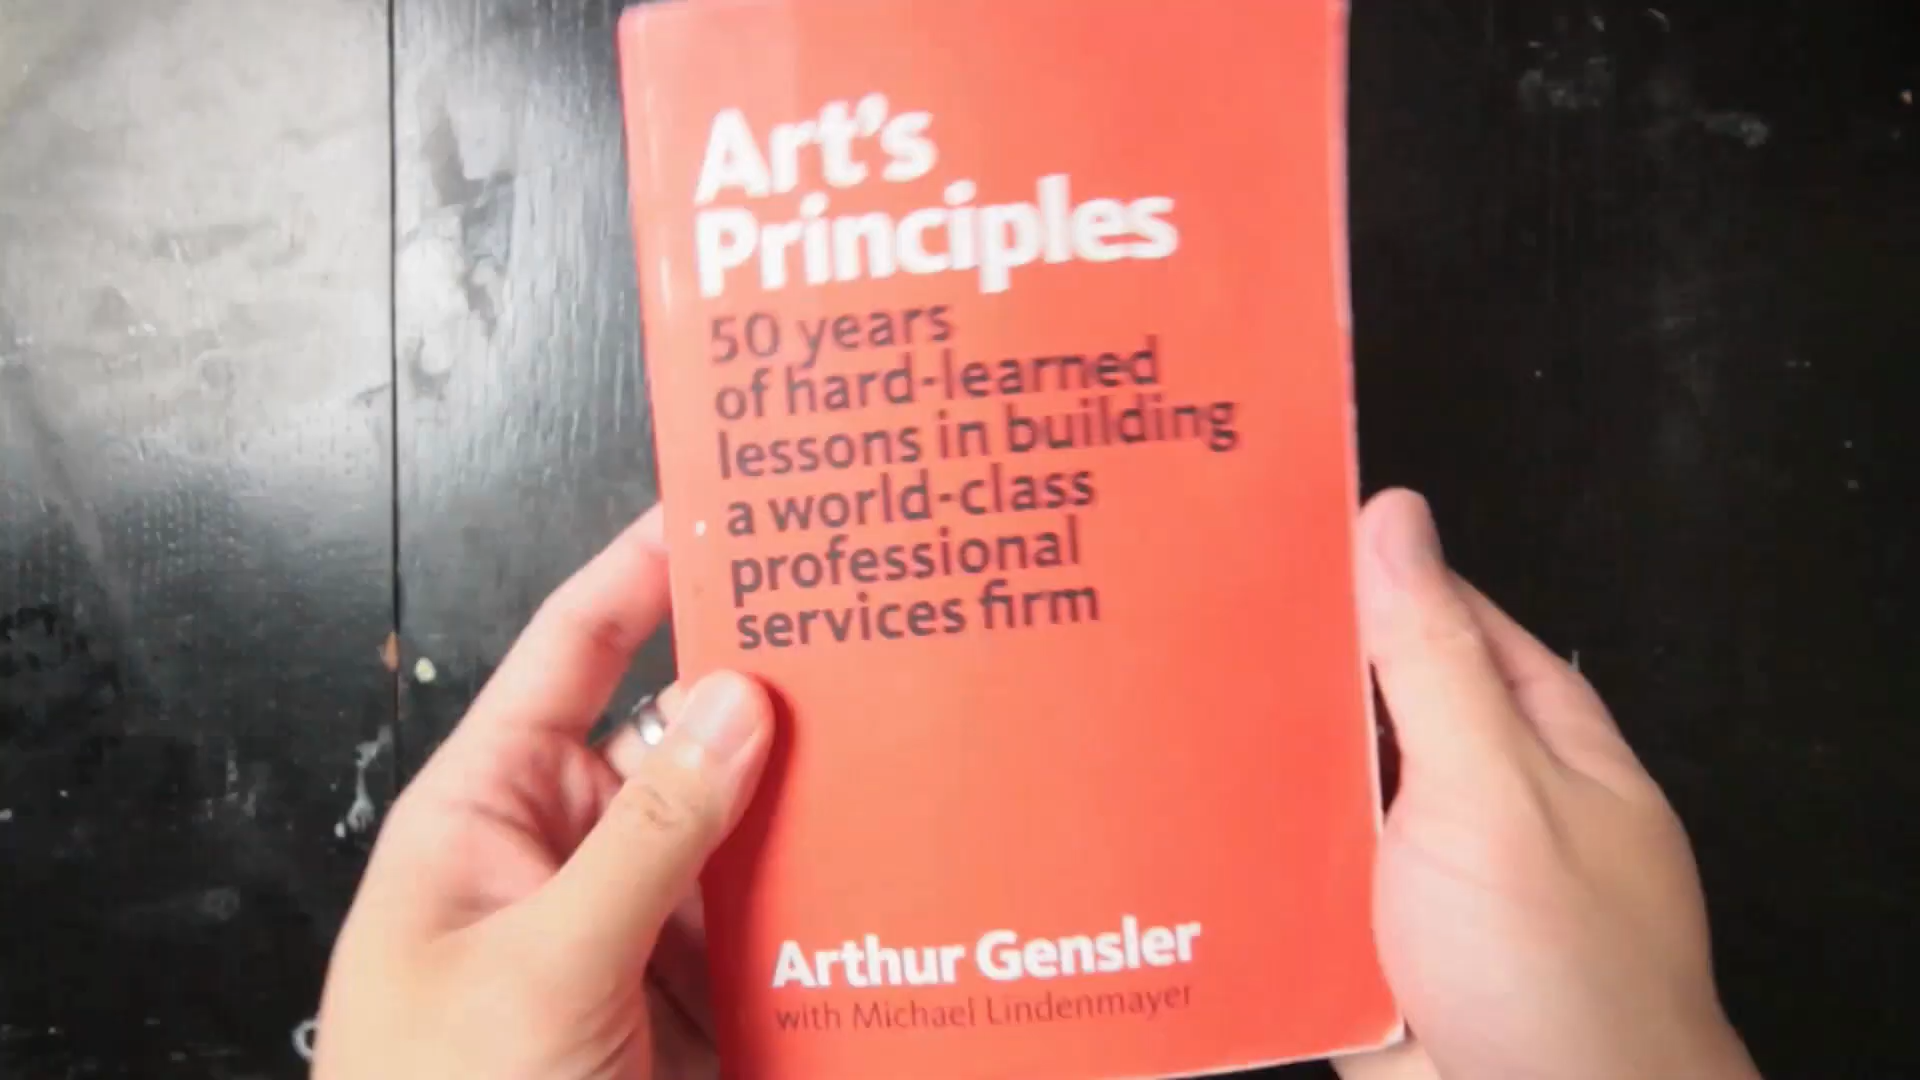 Art's
Principles
50 years
of hard-learned
lessons in building
a world-class
professional
services firm
Arthur Gensler
with Michael Lindenmayer